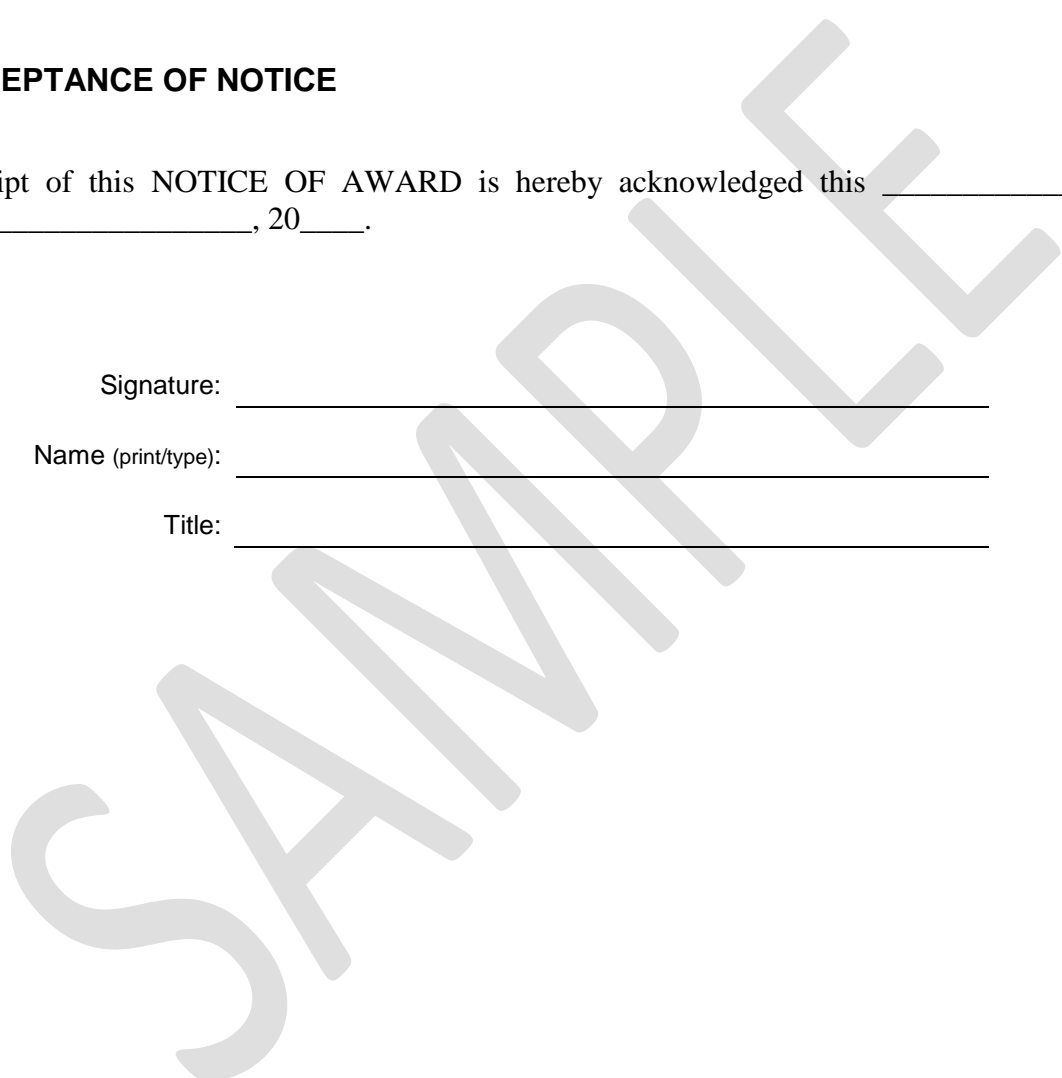 EPTANCE OF NOTICE
ipt of this NOTICE OF AWARD is hereby acknowledged this ____________
________________, 20____.
Signature:
Name (print/type):
Title:
SAMPLE